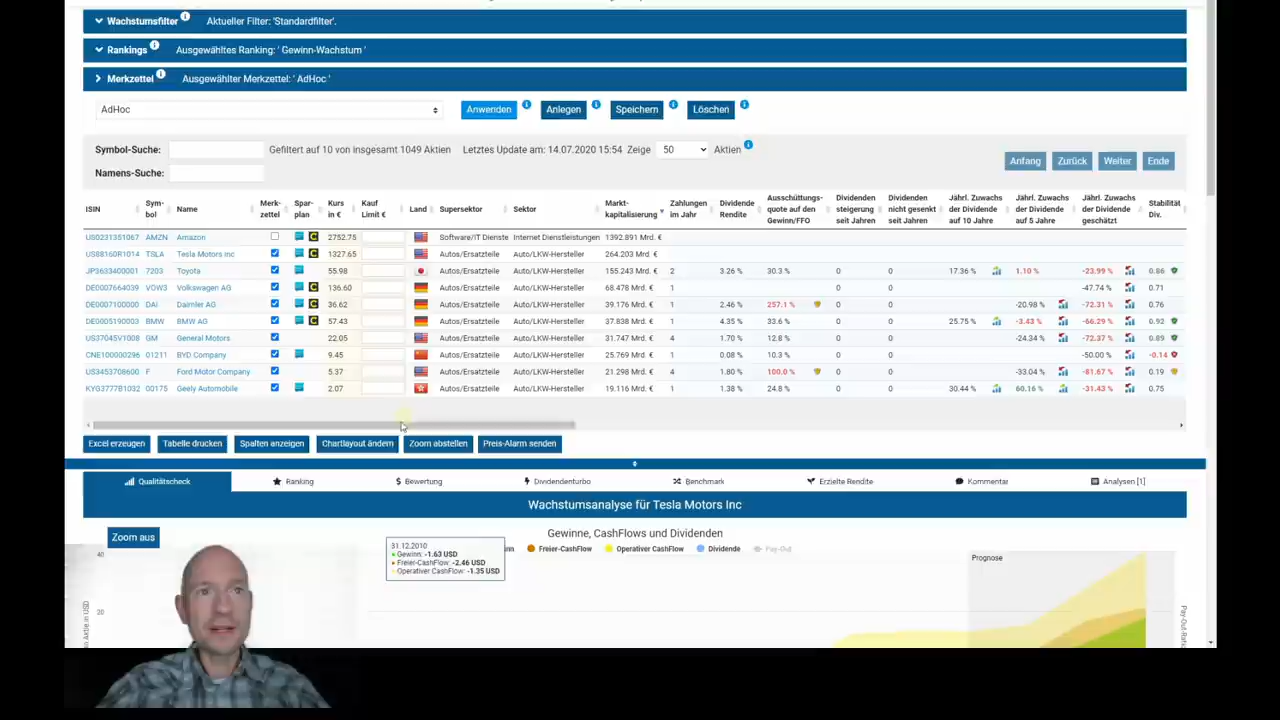 Wachstumsfilter Aktueller Filter: 'Standardfilter'.
Rankings Ausgewähltes Ranking: ' Gewinn-Wachstum '
Merkzettel Ausgewählter Merkzettel: ' AdHoc '
AdHoc Anwenden Anlegen Speichern Löschen
Symbol-Suche: Gefiltert auf 10 von insgesamt 1049 Aktien Letztes Update am: 14.07.2020 15:54 Zeige 50 Aktien
Anfang Zurück Weiter Ende
Namens-Suche:
ISIN Sym-bol Name Merk-zettel Spar-plan Kurs in € Kauf Limit € Land Supersektor Sektor Markt-kapitalisierung Zahlungen im Jahr Dividende Rendite Ausschüttungs-quote auf den Gewinn/FFO Dividenden steigerung seit Jahren Dividenden nicht gesenkt seit Jahren Jährl. Zuwachs der Dividende auf 10 Jahre Jährl. Zuwachs der Dividende auf 5 Jahre Jährl. Zuwachs der Dividende geschätzt Stabilität Div.
US0231351067 AMZN Amazon C 2752.75 Software/IT Dienste Internet Dienstleistungen 1392.891 Mrd. €
US88160R1014 TSLA Tesla Motors Inc C 1327.65 Autos/Ersatzteile Auto/LKW-Hersteller 264.203 Mrd. €
JP3633400001 7203 Toyota 55.98 Autos/Ersatzteile Auto/LKW-Hersteller 155.243 Mrd. € 2 3.26 % 30.3 % 0 0 17.36 % 1.10 % -23.99 % 0.86
DE0007664039 VOW3 Volkswagen AG C 136.60 Autos/Ersatzteile Auto/LKW-Hersteller 68.478 Mrd. € 1 0 0 -47.74 % 0.71
DE0007100000 DAI Daimler AG C 36.62 Autos/Ersatzteile Auto/LKW-Hersteller 39.176 Mrd. € 1 2.46 % 257.1 % 0 0 -20.98 % -72.31 % 0.76
DE0005190003 BMW BMW AG C 57.43 Autos/Ersatzteile Auto/LKW-Hersteller 37.838 Mrd. € 1 4.35 % 33.6 % 0 0 25.75 % -3.43 % -66.29 % 0.92
US37045V1008 GM General Motors 22.05 Autos/Ersatzteile Auto/LKW-Hersteller 31.747 Mrd. € 4 1.70 % 12.8 % 0 0 -24.34 % -72.37 % 0.89
CNE100000296 01211 BYD Company 9.45 Autos/Ersatzteile Auto/LKW-Hersteller 25.769 Mrd. € 1 0.08 % 10.3 % 0 0 -50.00 % -0.14
US3453708600 F Ford Motor Company 5.37 Autos/Ersatzteile Auto/LKW-Hersteller 21.298 Mrd. € 4 1.80 % 100.0 % 0 0 -33.04 % -81.67 % 0.19
KYG3777B1032 00175 Geely Automobile 2.07 Autos/Ersatzteile Auto/LKW-Hersteller 19.116 Mrd. € 1 1.38 % 24.8 % 0 0 30.44 % 60.16 % -31.43 % 0.75
Excel erzeugen Tabelle drucken Spalten anzeigen Chartlayout ändern Zoom abstellen Preis-Alarm senden
Qualitätscheck Ranking Bewertung Dividendenturbo Benchmark Erzielte Rendite Kommentar Analysen [1]
Wachstumsanalyse für Tesla Motors Inc
Zoom aus
Gewinne, CashFlows und Dividenden
Freier-CashFlow Operativer CashFlow Dividende Pay-Out
31.12.2010
Gewinn: -1.63 USD
Freier-CashFlow: -2.46 USD
Operativer CashFlow: -1.35 USD
Prognose
40
20
Aktie in USD